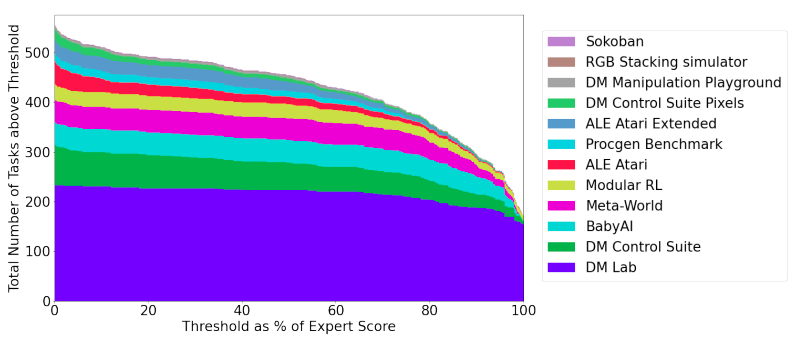 Total Number of Tasks above Threshold
500
400
300
200
100
0
0 20 40 60 80 100
Threshold as % of Expert Score
Sokoban
RGB Stacking simulator
DM Manipulation Playground
DM Control Suite Pixels
ALE Atari Extended
Procgen Benchmark
ALE Atari
Modular RL
Meta-World
BabyAI
DM Control Suite
DM Lab